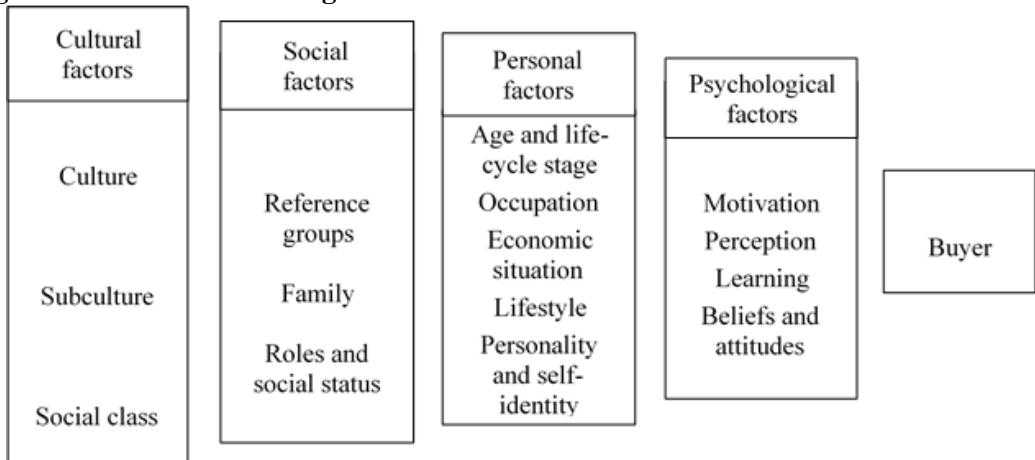 Cultural
factors
Culture
Subculture
Social class
Social
factors
Reference
groups
Family
Roles and
social status
Personal
factors
Age and life-
cycle stage
Occupation
Economic
situation
Lifestyle
Personality
and self-
identity
Psychological
factors
Motivation
Perception
Learning
Beliefs and
attitudes
Buyer